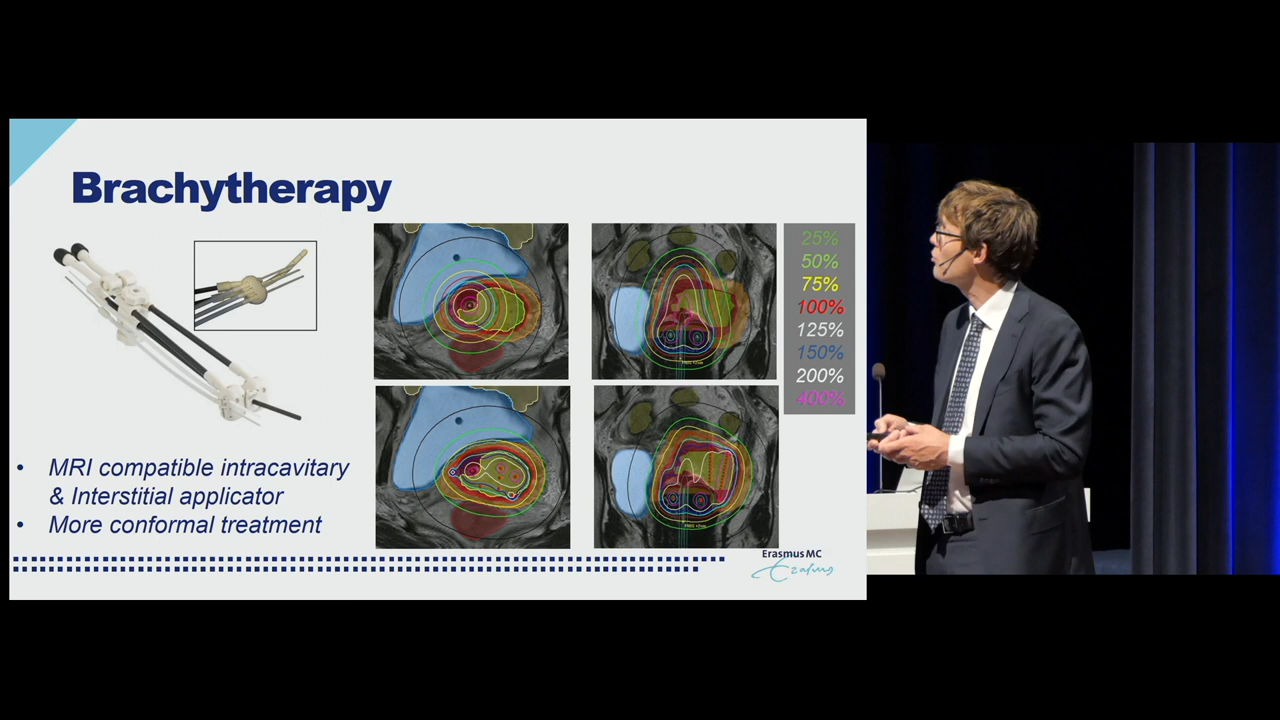 Brachytherapy
25%
50%
75%
100%
125%
150%
200%
400%
• MRI compatible intracavitary
& Interstitial applicator
• More conformal treatment
Erasmus MC
Erasmus